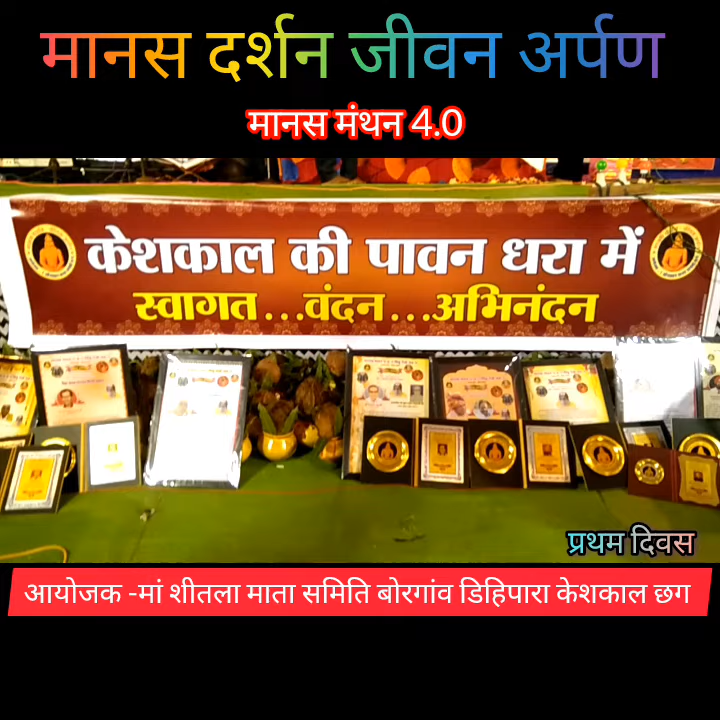 मानस दर्शन जीवन अर्पण
मानस मंथन 4.0
केशकाल की पावन धरा में
स्वागत...वंदन...अभिनंदन
प्रथम दिवस
आयोजक -मां शीतला माता समिति बोरगांव डिहिपारा केशकाल छग